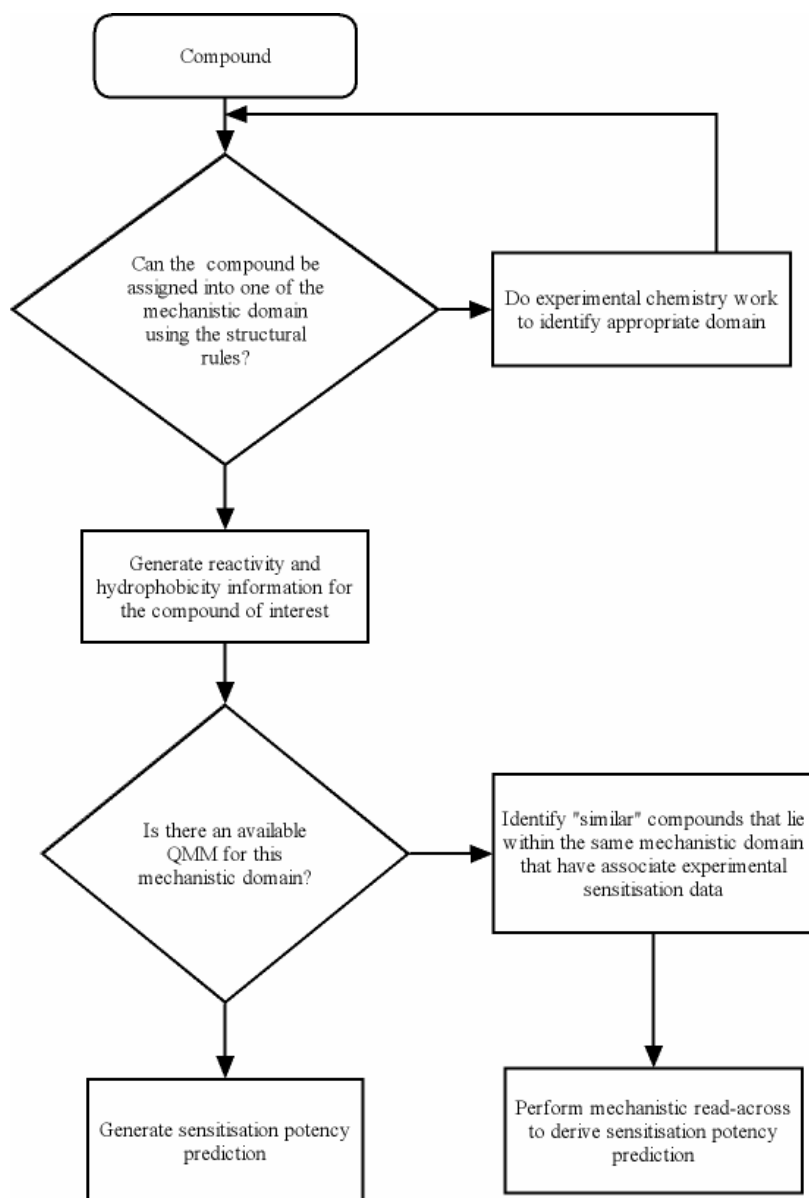 Compound
Can the compound be
assigned into one of the
mechanistic domain
using the structural
rules?
Do experimental chemistry work
to identify appropriate domain
Generate reactivity and
hydrophobicity information for
the compound of interest
Is there an available
QMM for this
mechanistic domain?
Identify "similar" compounds that lie
within the same mechanistic domain
that have associate experimental
sensitisation data
Generate sensitisation potency
prediction
Perform mechanistic read-across
to derive sensitisation potency
prediction